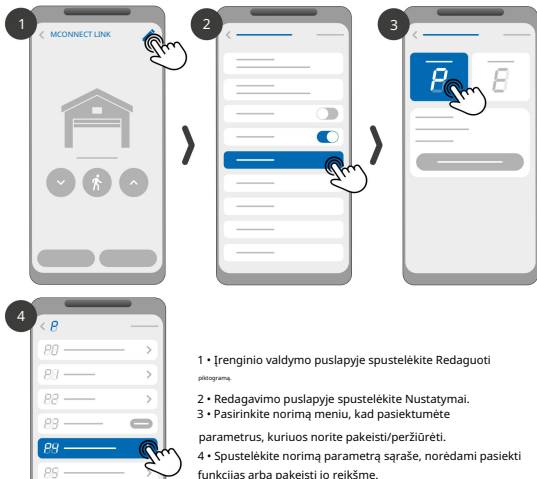 1
MCONNECT LINK
2
3
P
E
4
P
P0
P1
P2
P3
P4
P5
1 • Įrenginio valdymo puslapyje spustelėkite Redaguoti
piktogramą.
2 • Redagavimo puslapyje spustelėkite Nustatymai.
3 • Pasirinkite norimą meniu, kad pasiektumėte
parametrus, kuriuos norite pakeisti/peržiūrėti.
4 • Spustelėkite norimą parametrą sąraše, norėdami pasiekti
funkcijas arba pakeisti jo reikšmę.